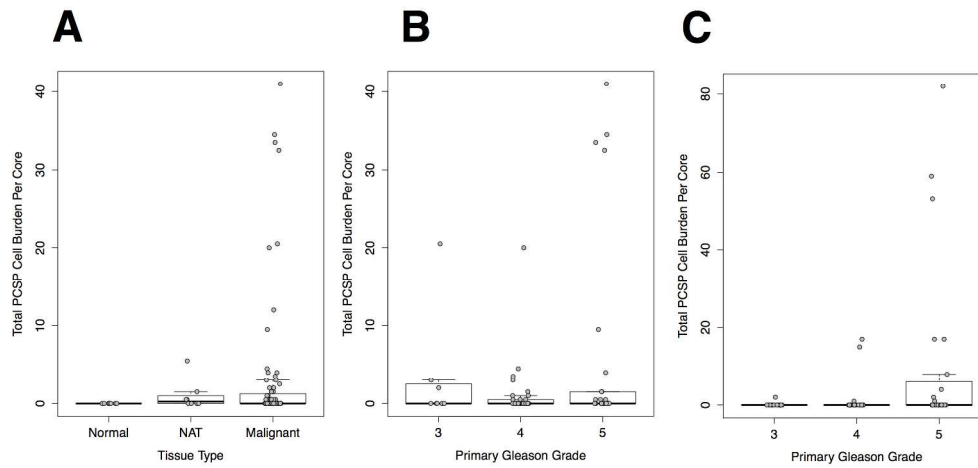 A
Total PCSP Cell Burden Per Core
40
30
20
10
0
Normal NAT Malignant
Tissue Type
B
Total PCSP Cell Burden Per Core
40
30
20
10
0
3 4 5
Primary Gleason Grade
C
Total PCSP Cell Burden Per Core
80
60
40
20
0
3 4 5
Primary Gleason Grade